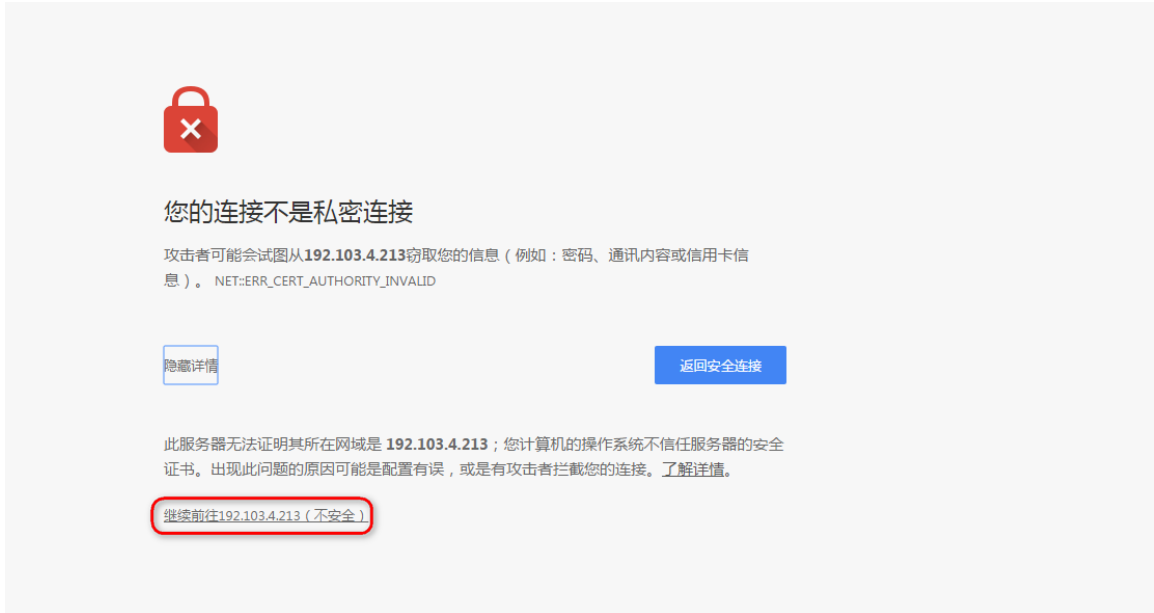 您的连接不是私密连接
攻击者可能会试图从192.103.4.213窃取您的信息（例如：密码、通讯内容或信用卡信
息）。 NET::ERR_CERT_AUTHORITY_INVALID
隐藏详情
返回安全连接
此服务器无法证明其所在网域是 192.103.4.213；您计算机的操作系统不信任服务器的安全
证书。出现此问题的原因可能是配置有误，或是有攻击者拦截您的连接。了解详情。
继续前往192.103.4.213（不安全）